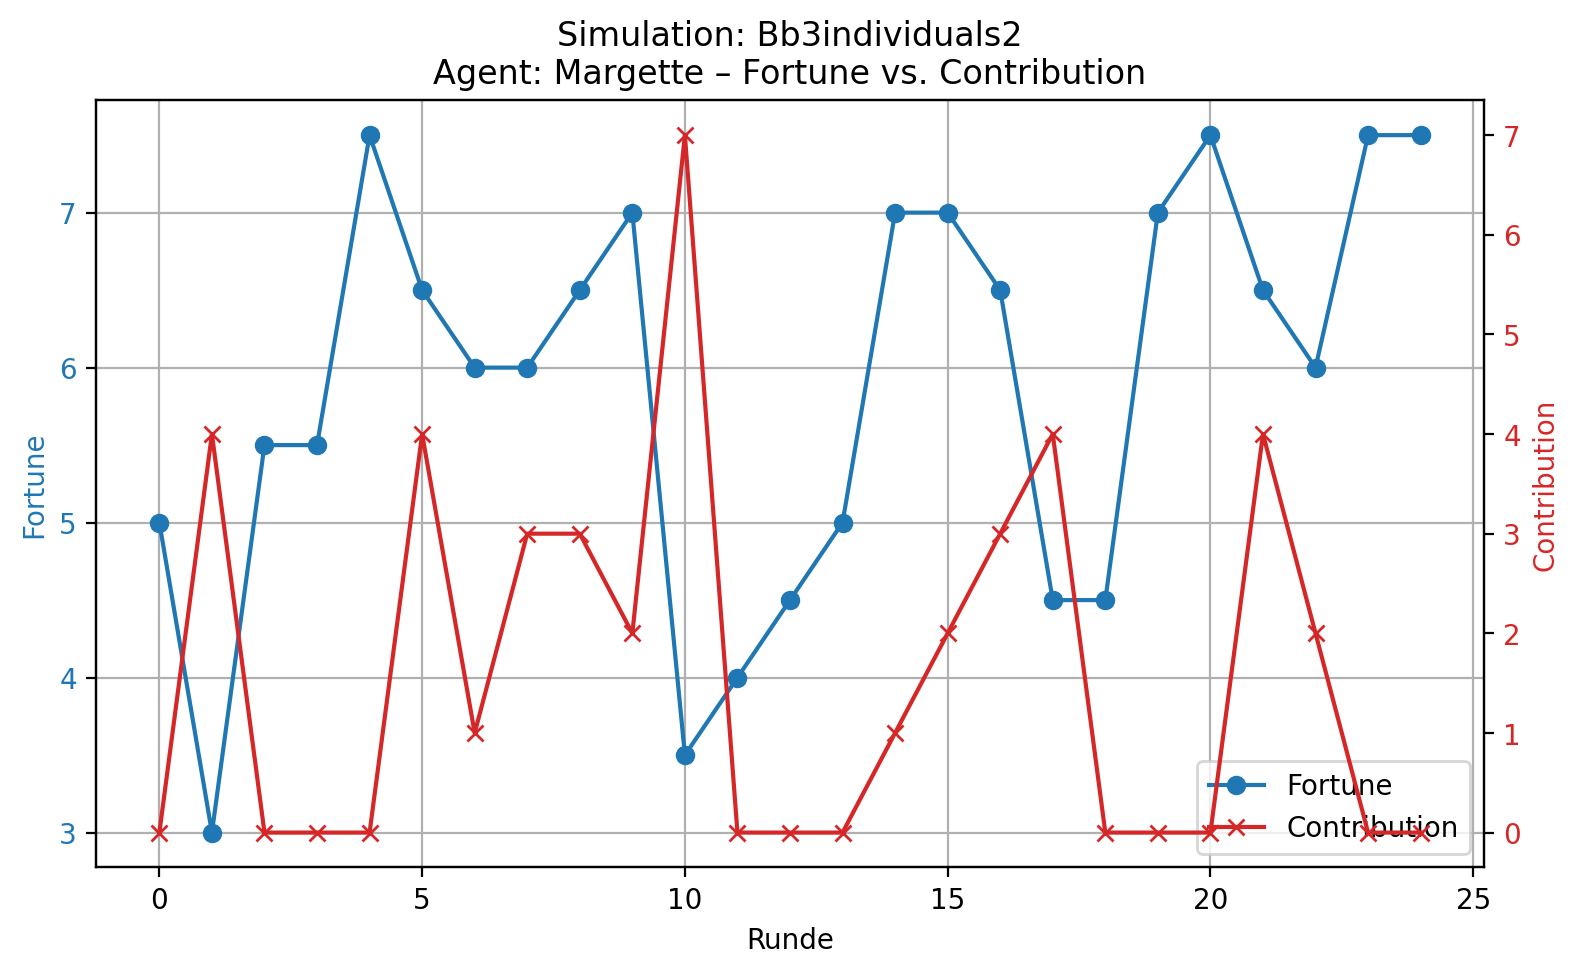 Simulation: Bb3individuals2
Agent: Margette – Fortune vs. Contribution
7
6
5
4
3
Fortune
7
6
5
4
3
2
1
0
Contribution
Fortune
Contribution
0 5 10 15 20 25
Runde